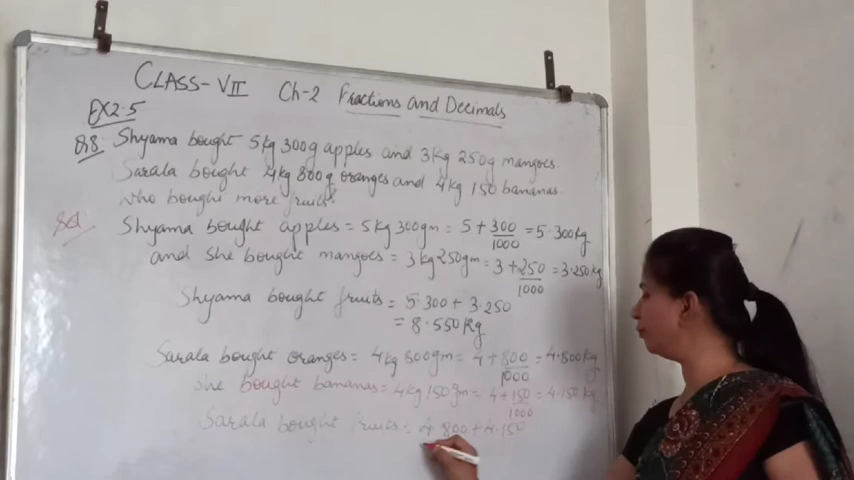 CLASS-VII Ch-2 Fractions and Decimals
EX2.5
Q8. Shyama bought 5kg 300g apples and 3kg 250g mangoes.
Sarala bought 4kg 800g oranges and 4kg 150 bananas.
Who bought more fruits.
Sol Shyama bought apples = 5kg 300gm = 5 + 300/1000 = 5.300kg
and she bought mangoes = 3kg 250gm = 3 + 250/1000 = 3.250kg
Shyama bought fruits = 5.300 + 3.250
= 8.550Kg
Sarala bought oranges = 4kg 800gm = 4 + 800/1000 = 4.800kg
She bought bananas = 4kg 150gm = 4 + 150/1000 = 4.150kg
Sarala bought fruits = 4.800 + 4.150